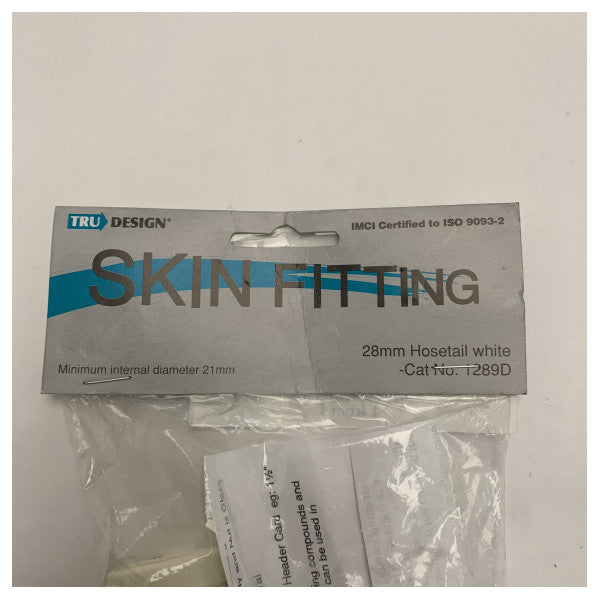 TRU DESIGN®
IMCI Certified to ISO 9093-2
SKIN FITTING
28mm Hosetail white
-Cat No. 1289D
Minimum internal diameter 21mm
Header Card eg: 1½"
ing compounds and
can be used in